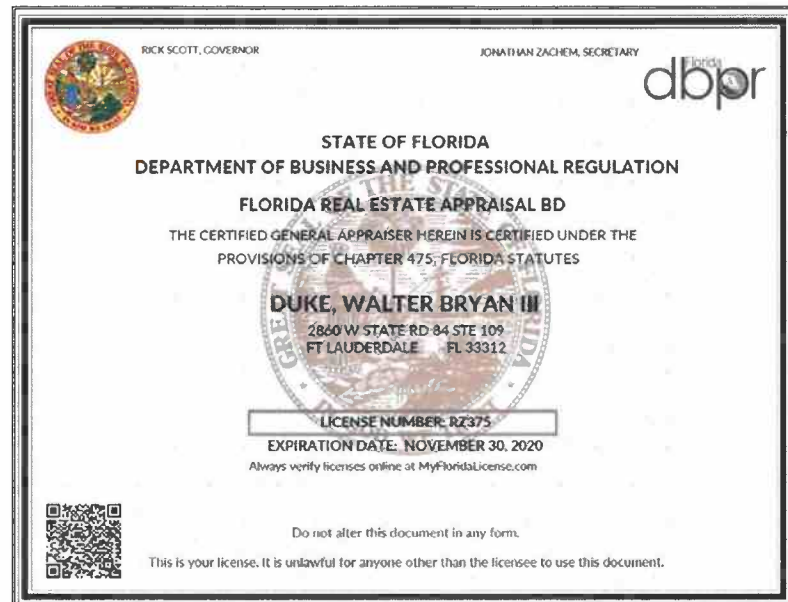 RICK SCOTT, GOVERNOR
JONATHAN ZACHEM, SECRETARY
Florida
dbpr
STATE OF FLORIDA
DEPARTMENT OF BUSINESS AND PROFESSIONAL REGULATION
FLORIDA REAL ESTATE APPRAISAL BD
THE CERTIFIED GENERAL APPRAISER HEREIN IS CERTIFIED UNDER THE
PROVISIONS OF CHAPTER 475, FLORIDA STATUTES
DUKE, WALTER BRYAN III
2860 W STATE RD 84 STE 109
FT LAUDERDALE FL 33312
LICENSE NUMBER: RZ375
EXPIRATION DATE: NOVEMBER 30, 2020
Always verify licenses online at MyFloridaLicense.com
Do not alter this document in any form.
This is your license. It is unlawful for anyone other than the licensee to use this document.